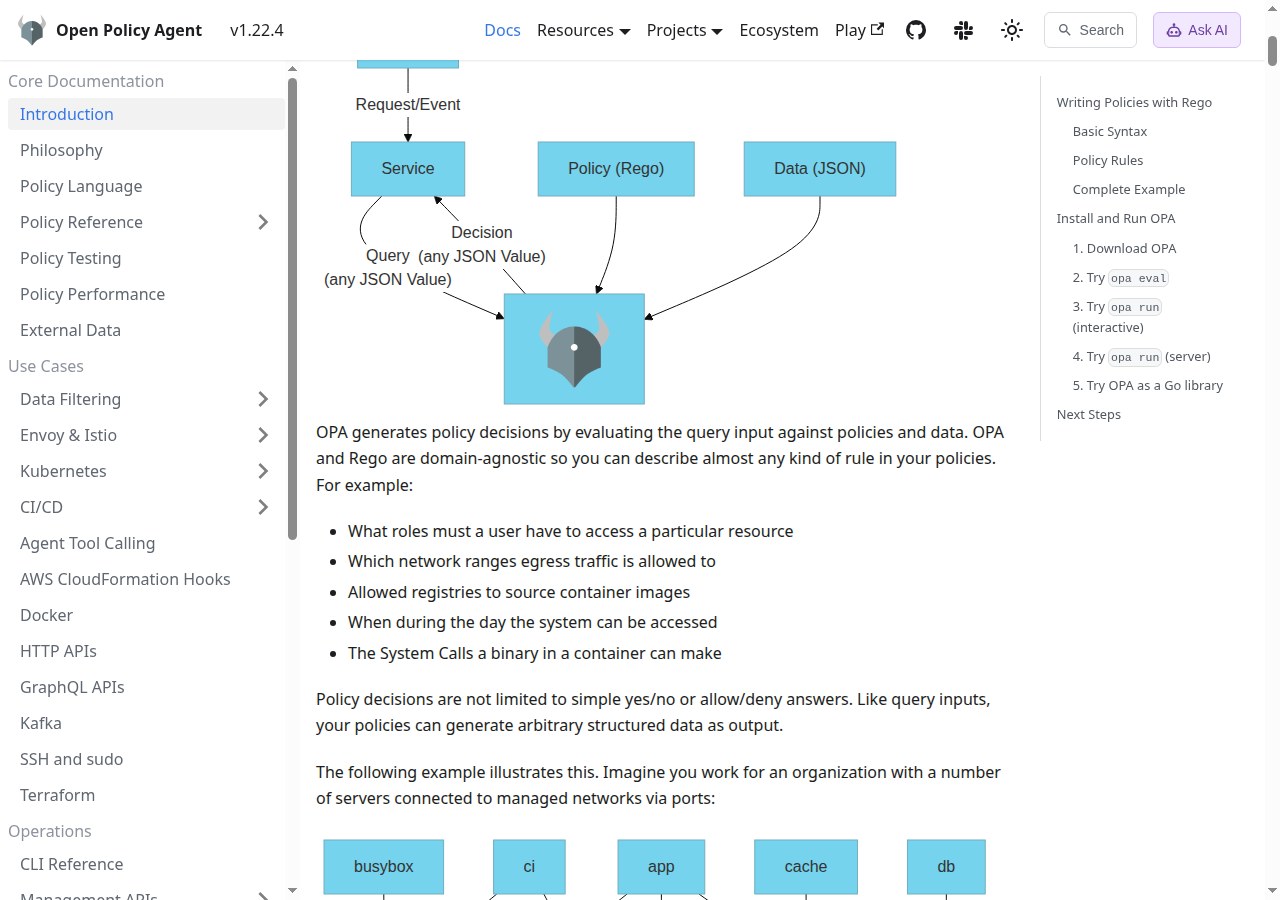 Open Policy Agent
v1.22.4
Docs
Resources
Projects
Ecosystem
Play
Search
Ask AI
Core Documentation
Introduction
Philosophy
Policy Language
Policy Reference
Policy Testing
Policy Performance
External Data
Use Cases
Data Filtering
Envoy & Istio
Kubernetes
CI/CD
Agent Tool Calling
AWS CloudFormation Hooks
Docker
HTTP APIs
GraphQL APIs
Kafka
SSH and sudo
Terraform
Operations
CLI Reference
Management APIs
Request/Event
Service
Policy (Rego)
Data (JSON)
Decision
(any JSON Value)
Query
(any JSON Value)
OPA generates policy decisions by evaluating the query input against policies and data. OPA
and Rego are domain-agnostic so you can describe almost any kind of rule in your policies.
For example:
What roles must a user have to access a particular resource
Which network ranges egress traffic is allowed to
Allowed registries to source container images
When during the day the system can be accessed
The System Calls a binary in a container can make
Policy decisions are not limited to simple yes/no or allow/deny answers. Like query inputs,
your policies can generate arbitrary structured data as output.
The following example illustrates this. Imagine you work for an organization with a number
of servers connected to managed networks via ports:
busybox
ci
app
cache
db
Writing Policies with Rego
Basic Syntax
Policy Rules
Complete Example
Install and Run OPA
1. Download OPA
2. Try opa eval
3. Try opa run
(interactive)
4. Try opa run (server)
5. Try OPA as a Go library
Next Steps